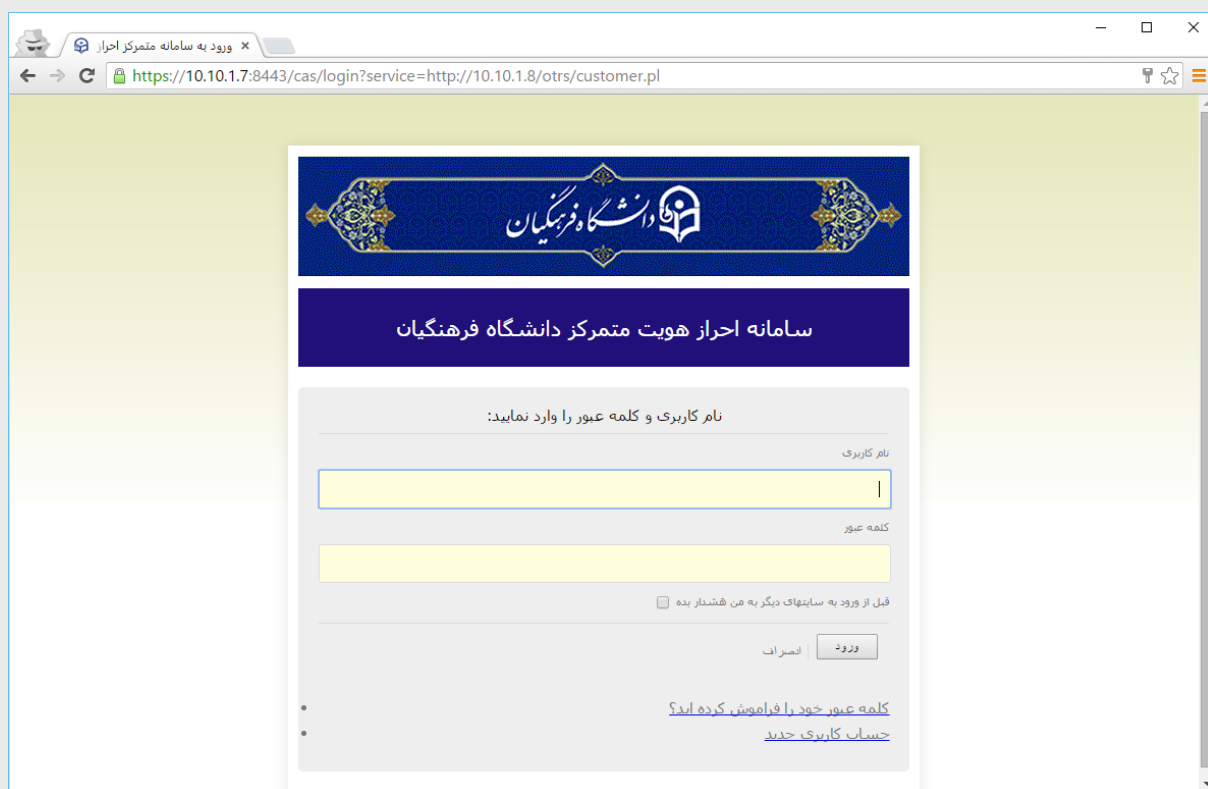 ورود به سامانه متمرکز احراز
https://10.10.1.7:8443/cas/login?service=http://10.10.1.8/otrs/customer.pl
دانشگاه فرهنگیان
سامانه احراز هویت متمرکز دانشگاه فرهنگیان
نام کاربری و کلمه عبور را وارد نمایید:
نام کاربری
کلمه عبور
قبل از ورود به سایتهای دیگر به من هشدار بده
ورود
انصراف
کلمه عبور خود را فراموش کرده اید؟
حساب کاربری جدید